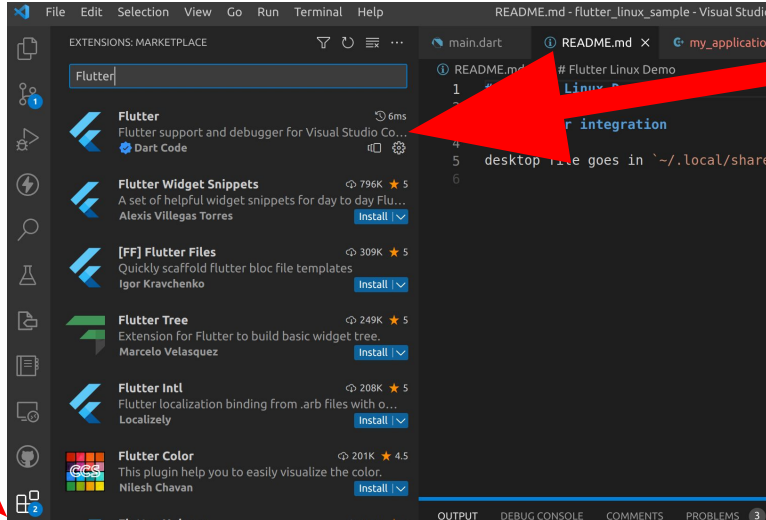 File Edit Selection View Go Run Terminal Help
README.md - flutter_linux_sample - Visual Studi
EXTENSIONS: MARKETPLACE
Flutter
Flutter
6ms
Flutter support and debugger for Visual Studio Co...
Dart Code
Flutter Widget Snippets
796K ★ 5
A set of helpful widget snippets for day to day Flu...
Alexis Villegas Torres
Install
[FF] Flutter Files
309K ★ 5
Quickly scaffold flutter bloc file templates
Igor Kravchenko
Install
Flutter Tree
249K ★ 5
Extension for Flutter to build basic widget tree.
Marcelo Velasquez
Install
Flutter Intl
208K ★ 5
Flutter localization binding from .arb files with o...
Localizely
Install
CCS
Flutter Color
201K ★ 4.5
This plugin help you to easily visualize the color.
Nilesh Chavan
Install
1
2
main.dart
README.md
my_applicatio
README.md
# Flutter Linux Demo
1
#
Linux
integration
4
5 desktop file goes in `~/.local/share
6
OUTPUT DEBUG CONSOLE COMMENTS PROBLEMS 3